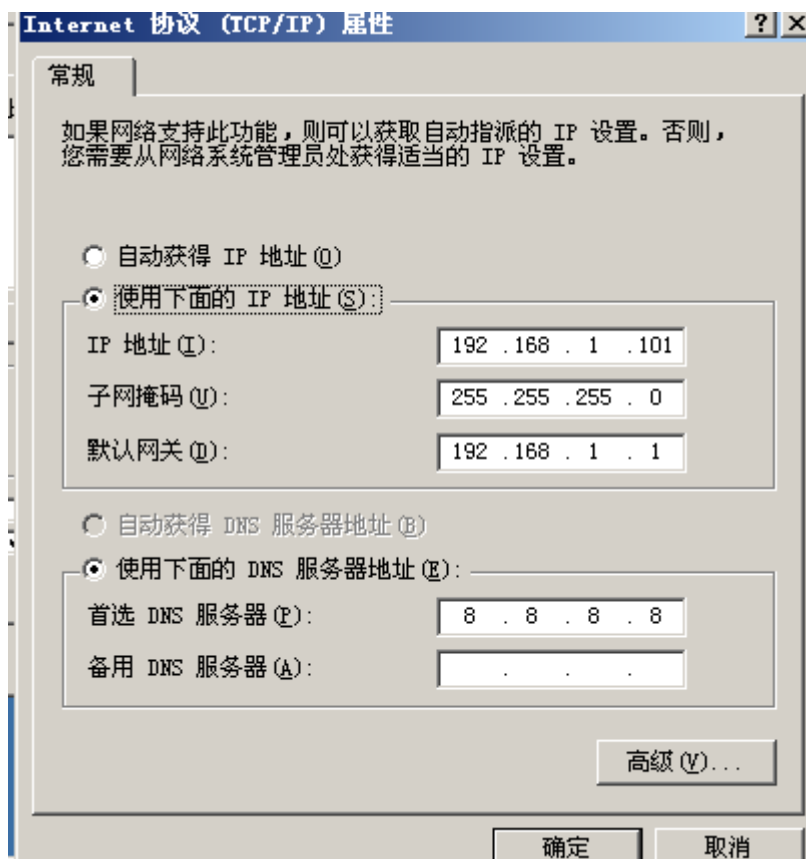 Internet 协议 (TCP/IP) 属性
常规
如果网络支持此功能，则可以获取自动指派的 IP 设置。否则，
您需要从网络系统管理员处获得适当的 IP 设置。
自动获得 IP 地址(O)
使用下面的 IP 地址(S):
IP 地址(I): 192 .168 . 1 .101
子网掩码(U): 255 .255 .255 . 0
默认网关(D): 192 .168 . 1 . 1
自动获得 DNS 服务器地址(B)
使用下面的 DNS 服务器地址(E):
首选 DNS 服务器(P): 8 . 8 . 8 . 8
备用 DNS 服务器(A): . . .
高级(V)...
确定 取消